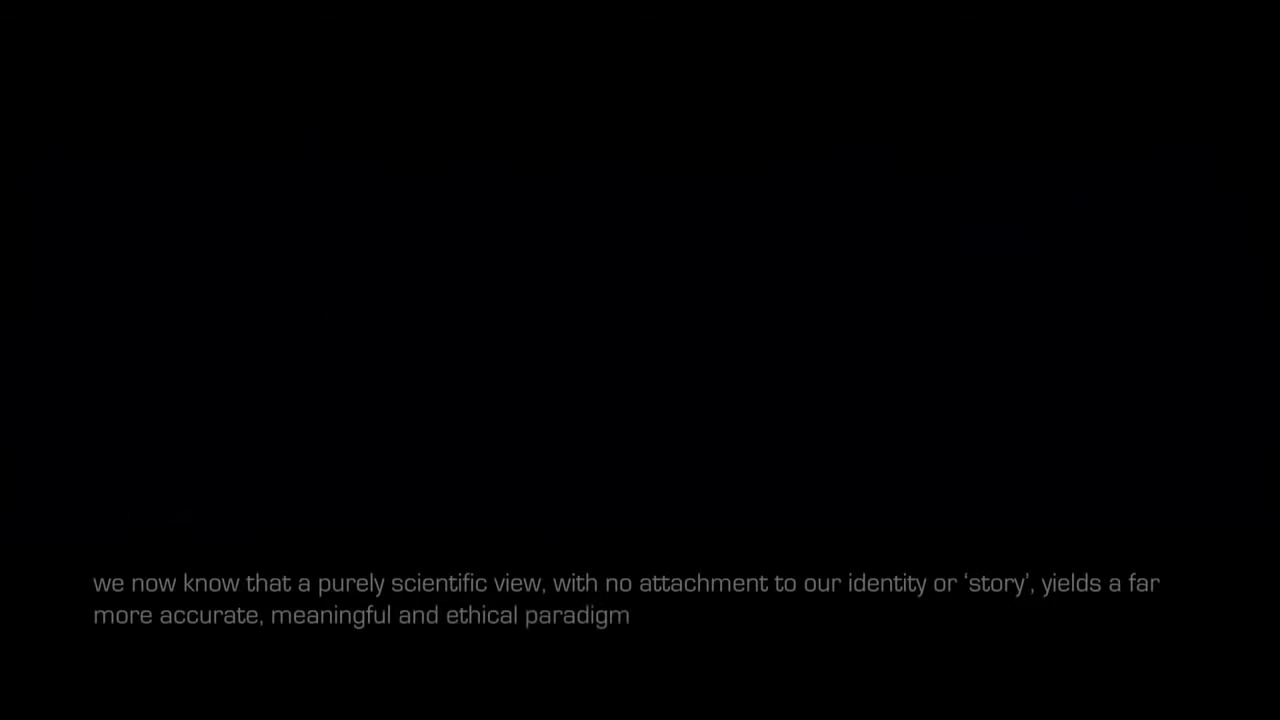 we now know that a purely scientific view, with no attachment to our identity or ‘story’, yields a far
more accurate, meaningful and ethical paradigm